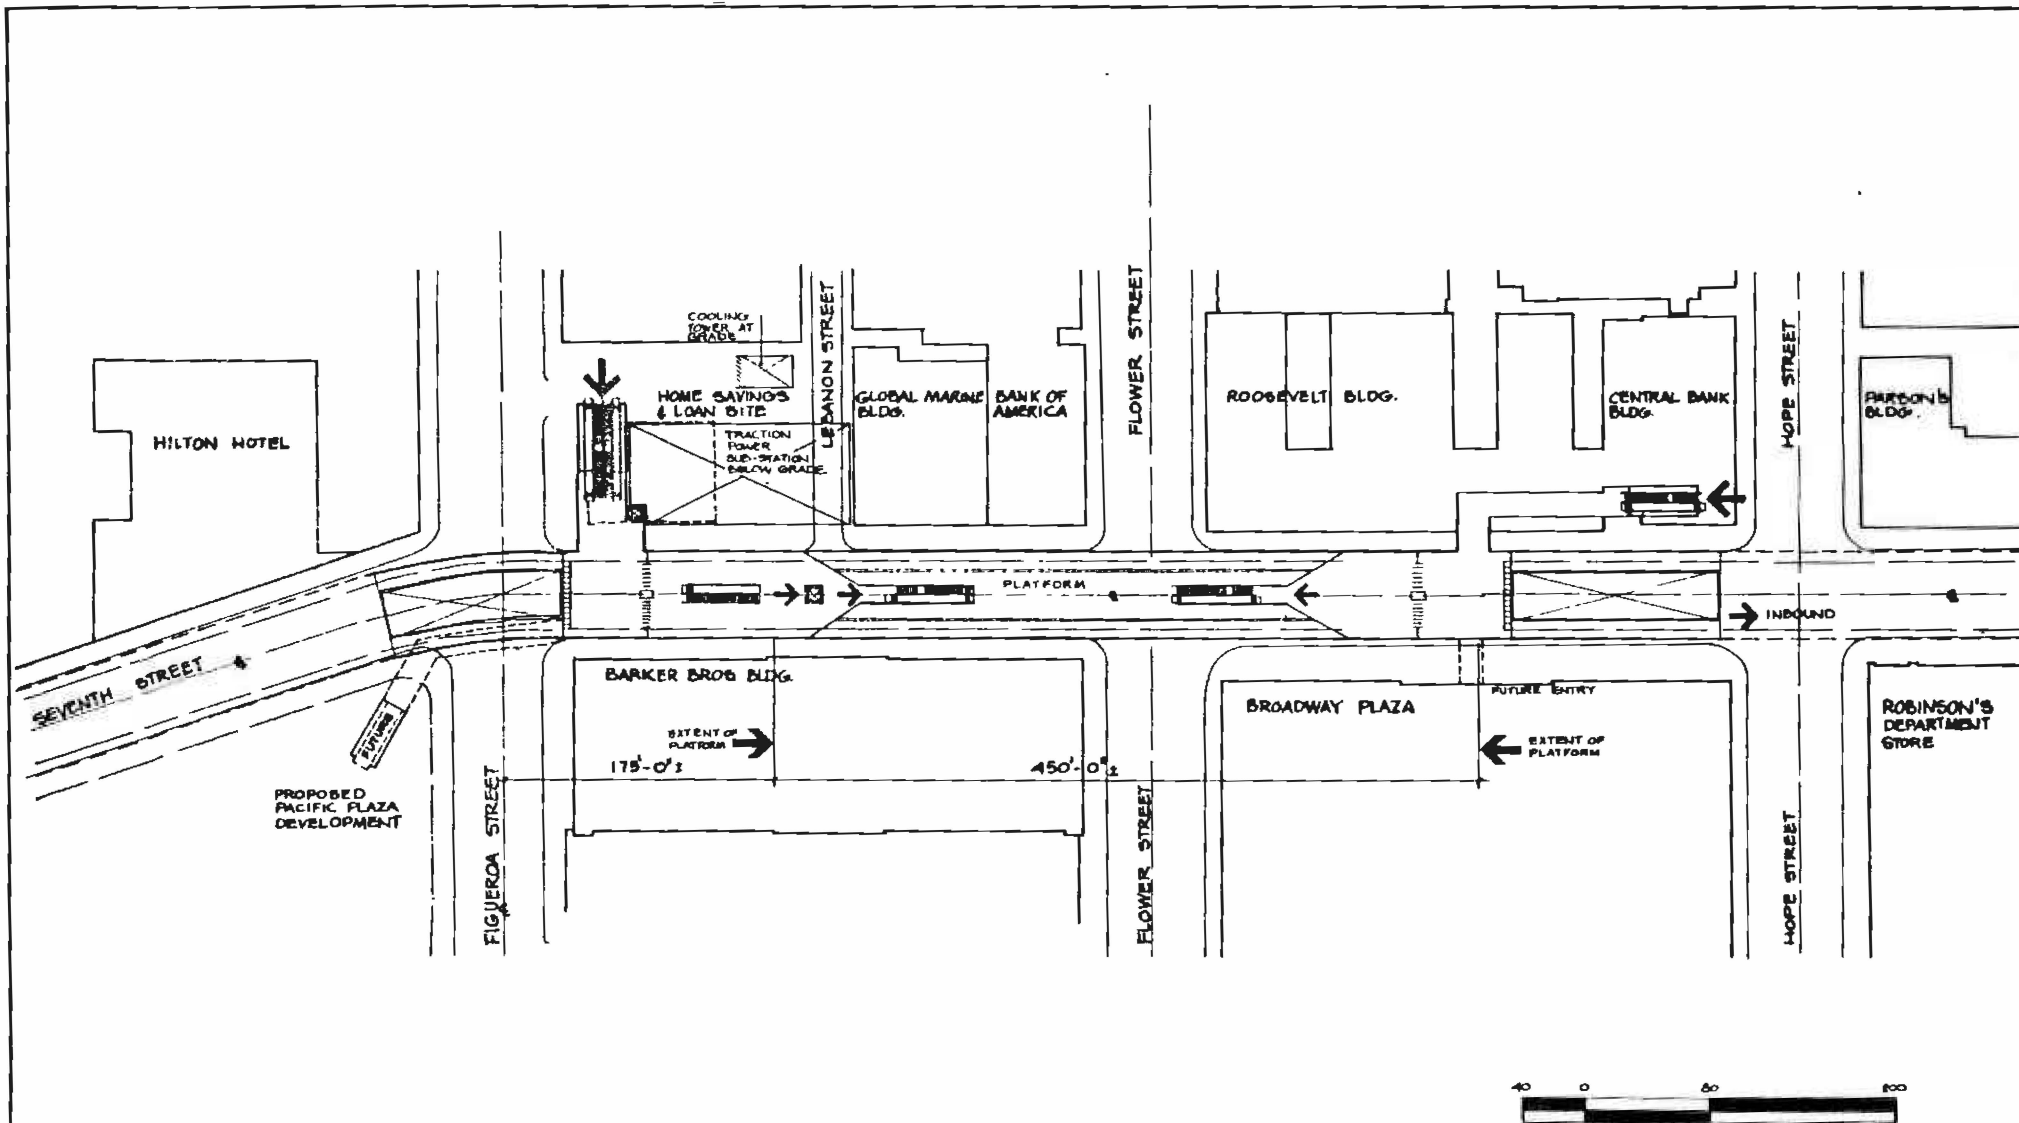 COOLING
TOWER AT
GRADE
LEBANON STREET
FLOWER STREET
HOPE STREET
HOME SAVINGS
& LOAN SITE
GLOBAL MARINE
BLDG.
BANK OF
AMERICA
ROOSEVELT BLDG.
CENTRAL BANK
BLDG.
PARSONS
BLDG.
HILTON HOTEL
TRACTION
POWER
SUB-STATION
BELOW GRADE
PLATFORM
INBOUND
SEVENTH STREET
BARKER BROS BLDG.
FUTURE ENTRY
BROADWAY PLAZA
ROBINSON'S
DEPARTMENT
STORE
FUTURE
EXTENT OF
PLATFORM
EXTENT OF
PLATFORM
175'-0"±
450'-0"±
PROPOSED
PACIFIC PLAZA
DEVELOPMENT
FIGUEROA STREET
FLOWER STREET
HOPE STREET
40 0 80 200